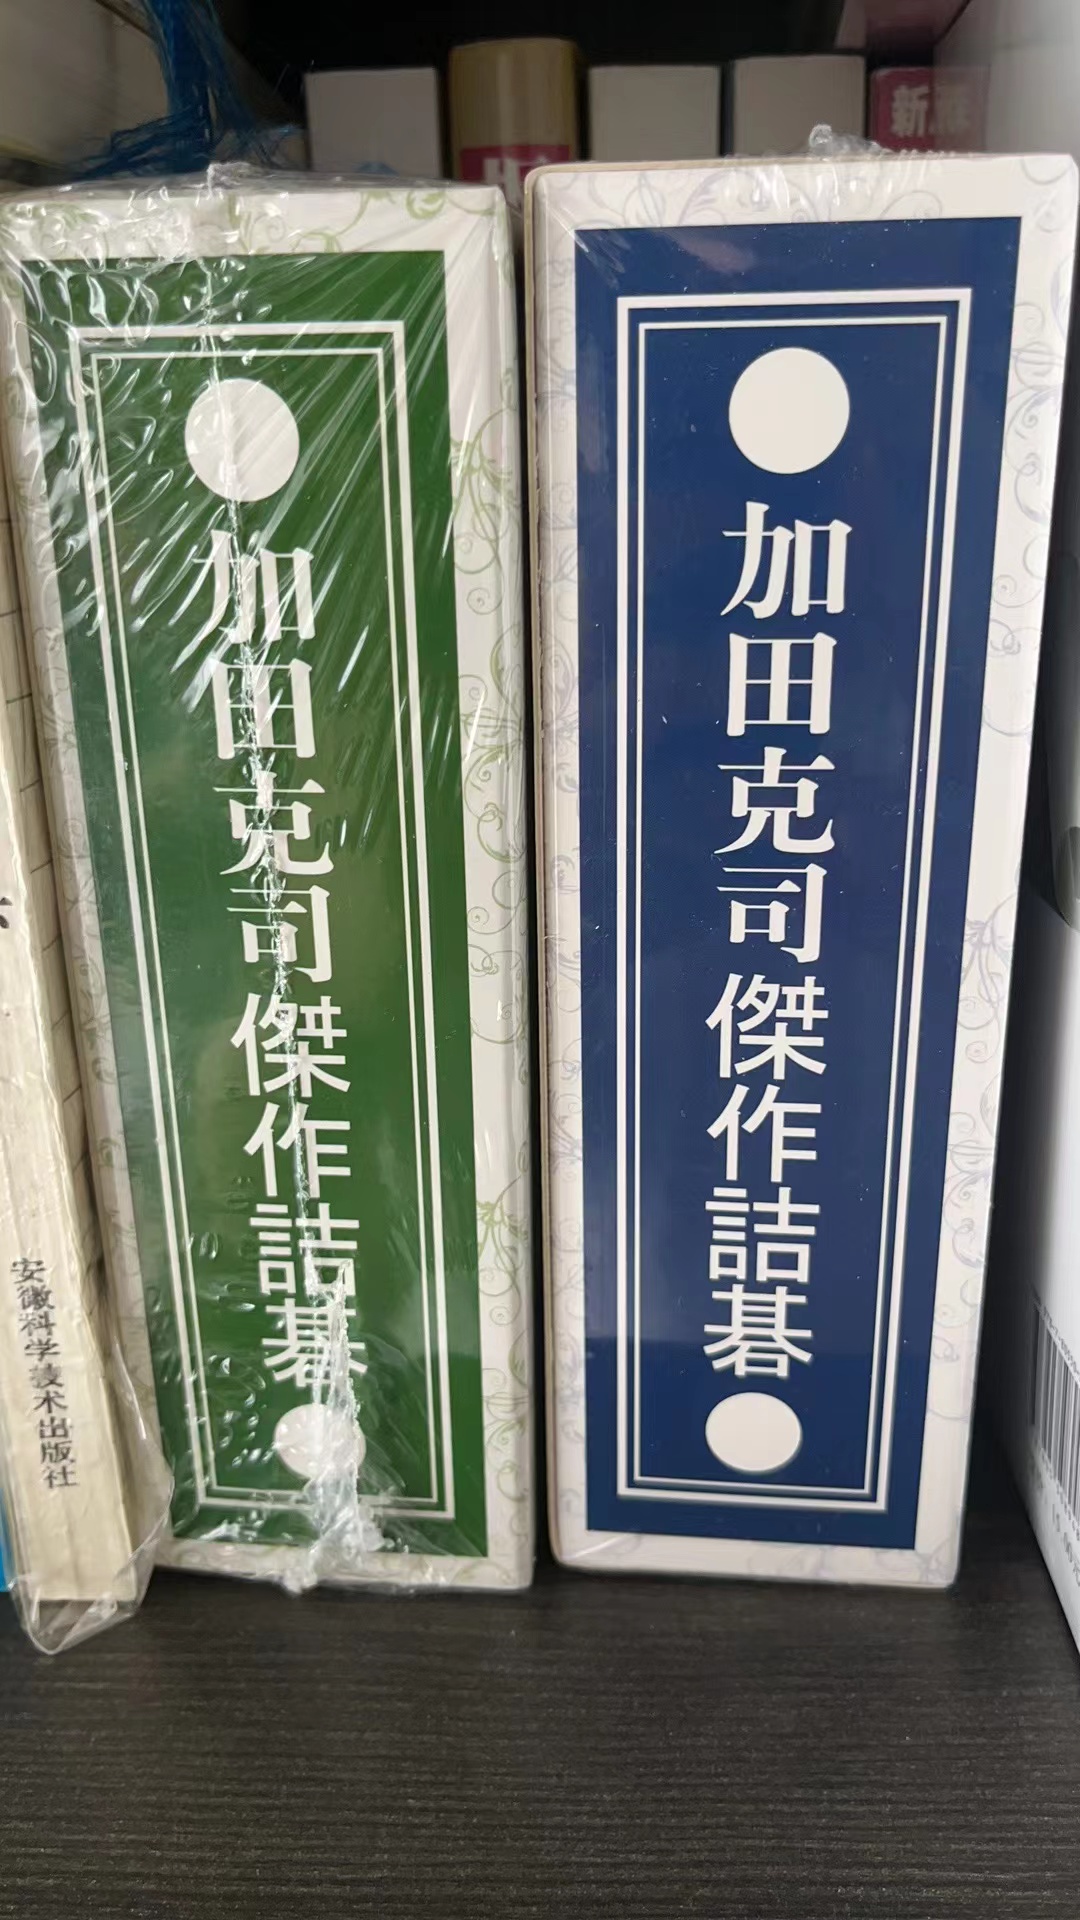 加田克司傑作詰碁
加田克司傑作詰碁
安徽科学技术出版社
新